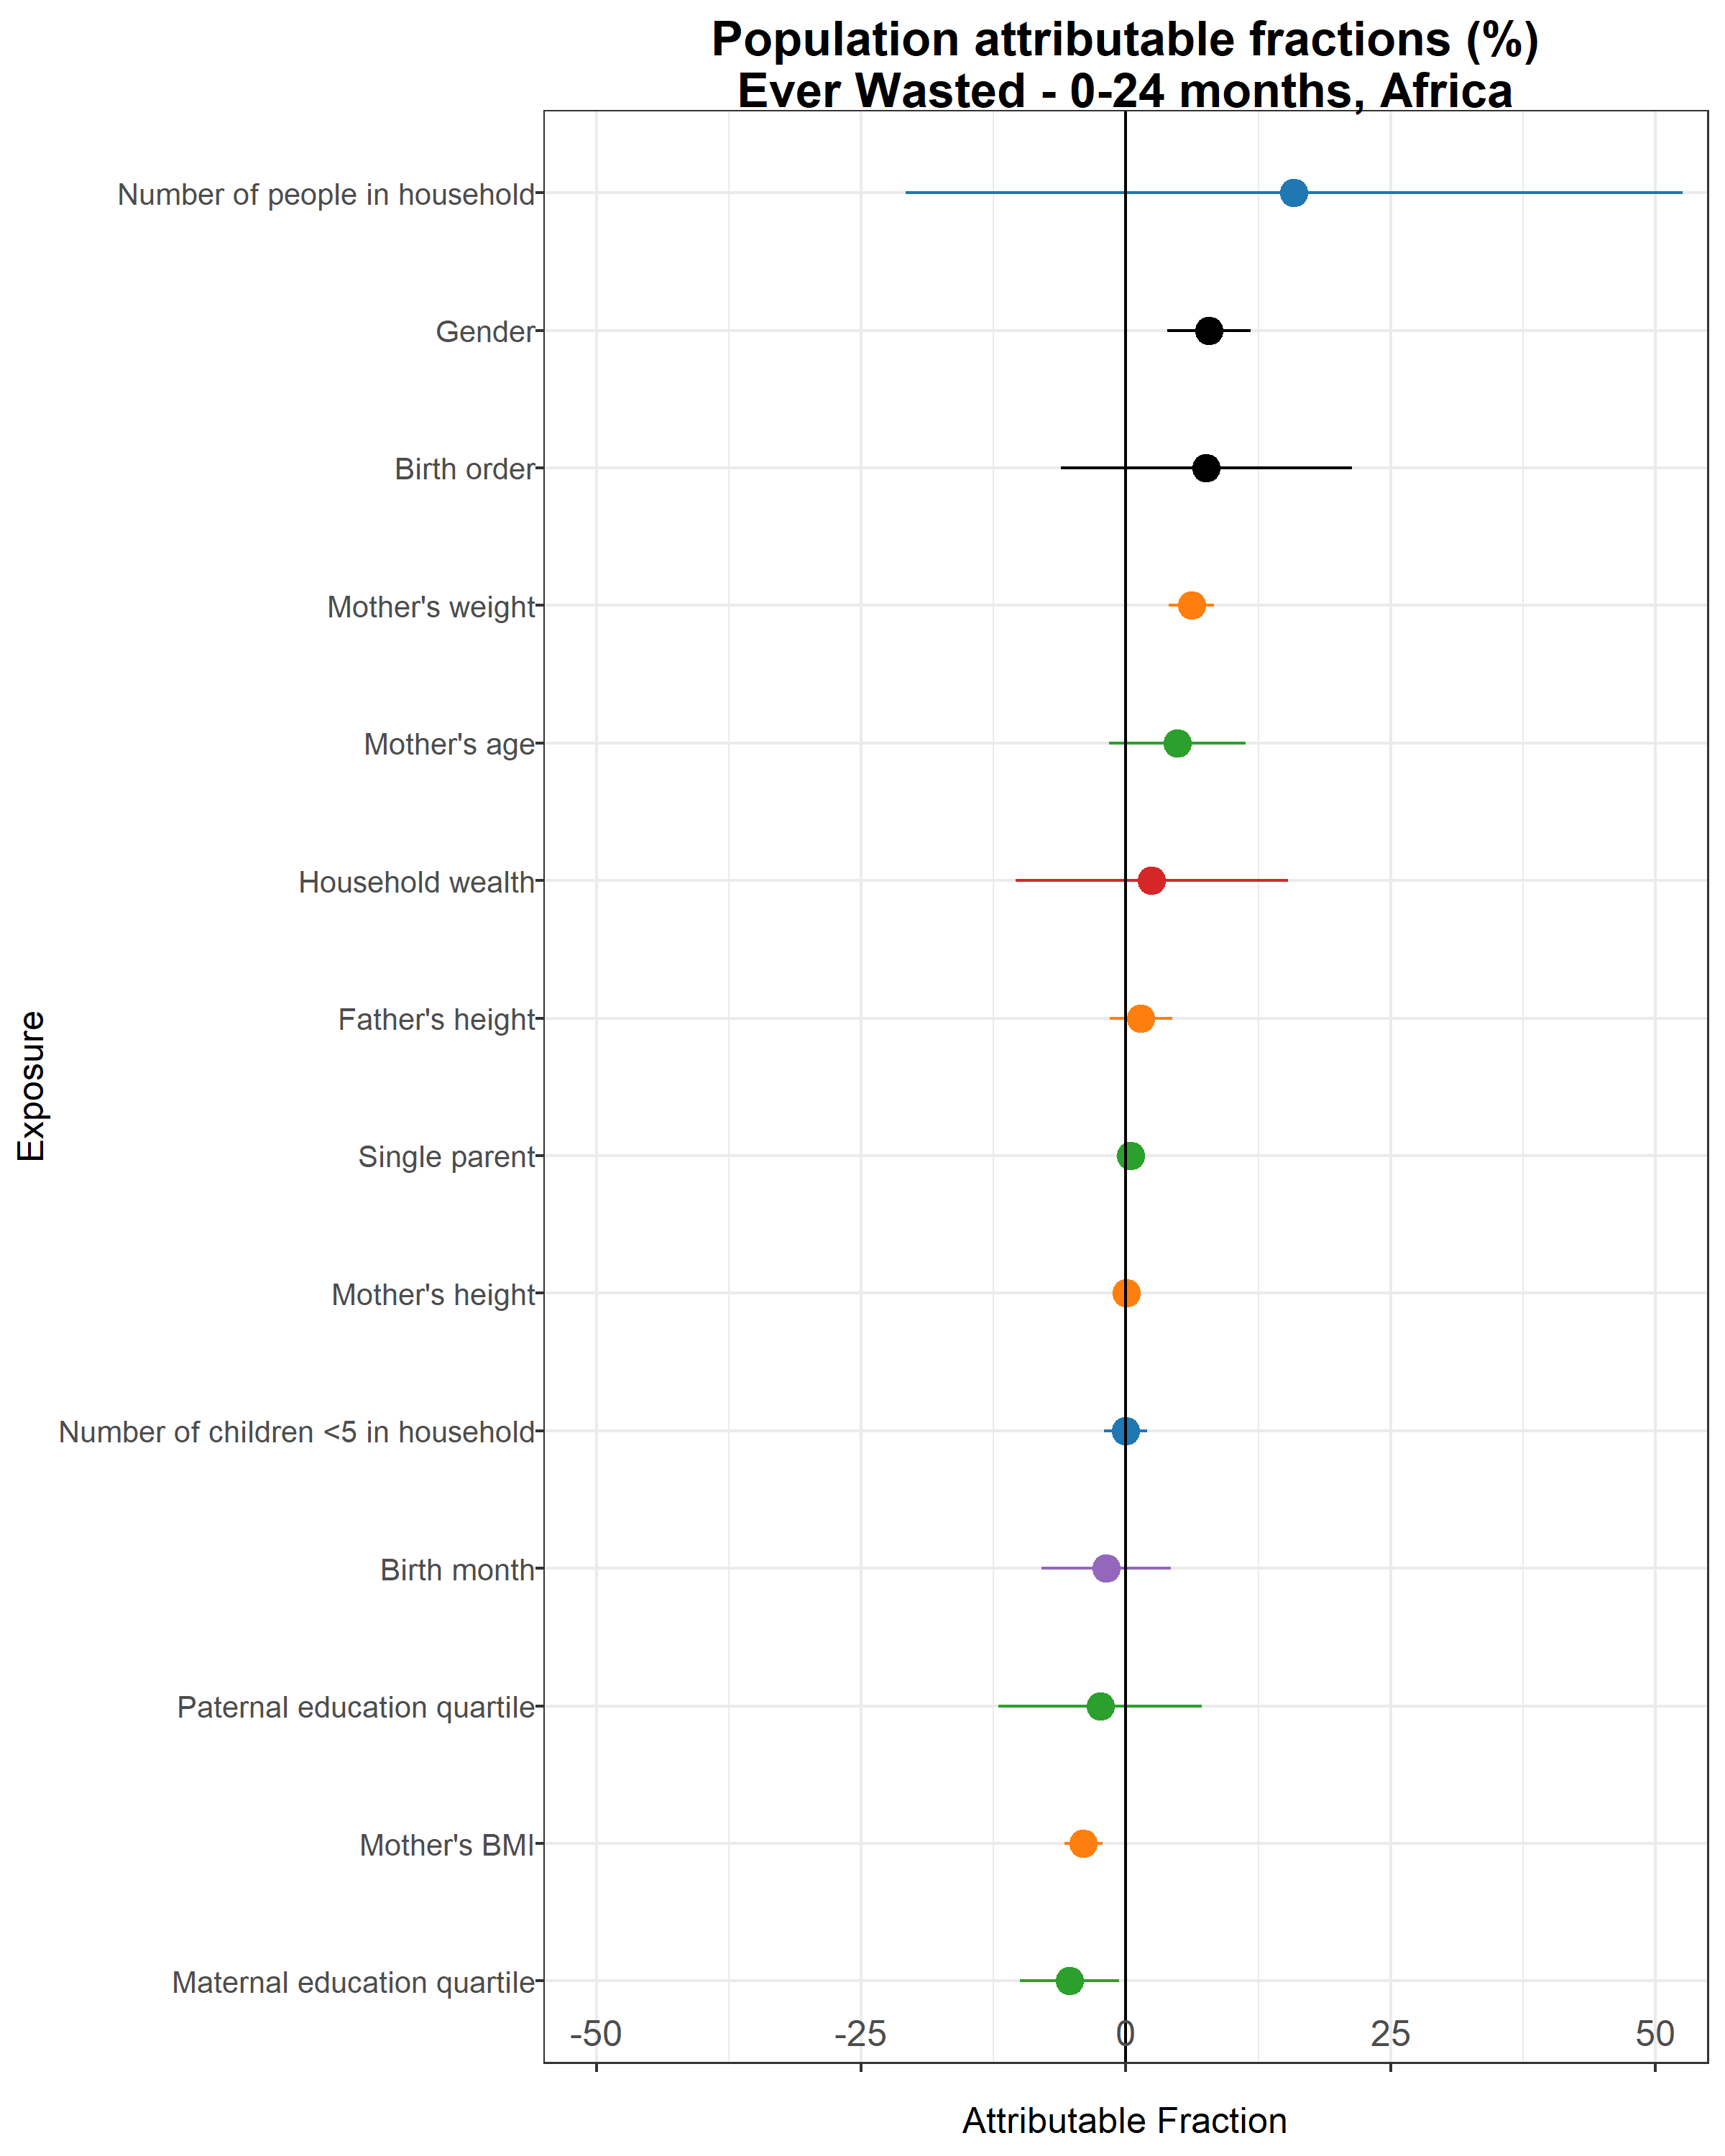 Population attributable fractions (%)
Ever Wasted - 0-24 months, Africa
Exposure
Number of people in household
Gender
Birth order
Mother's weight
Mother's age
Household wealth
Father's height
Single parent
Mother's height
Number of children <5 in household
Birth month
Paternal education quartile
Mother's BMI
Maternal education quartile
-50 -25 0 25 50
Attributable Fraction